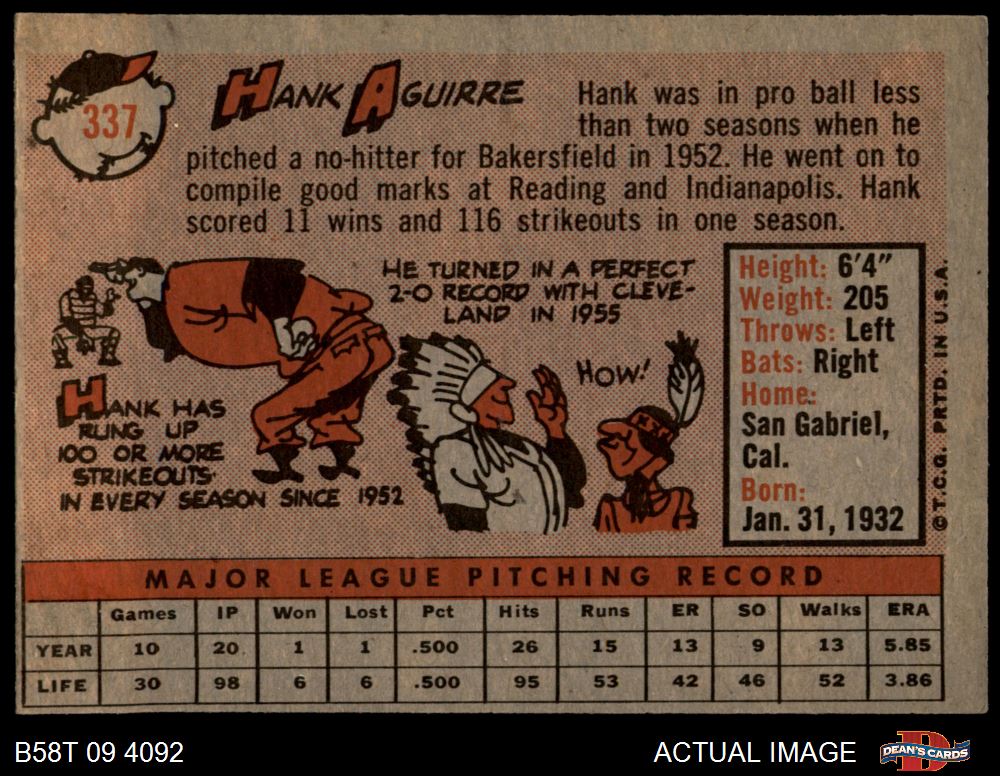 337
HANK AGUIRRE
Hank was in pro ball less
than two seasons when he
pitched a no-hitter for Bakersfield in 1952. He went on to
compile good marks at Reading and Indianapolis. Hank
scored 11 wins and 116 strikeouts in one season.
HANK HAS
RUNG UP
100 OR MORE
STRIKEOUTS
IN EVERY SEASON SINCE 1952
HE TURNED IN A PERFECT
2-0 RECORD WITH CLEVE-
LAND IN 1955
HOW!
Height: 6'4"
Weight: 205
Throws: Left
Bats: Right
Home:
San Gabriel,
Cal.
Born:
Jan. 31, 1932
© T.C.G. PRTD. IN U.S.A.
MAJOR LEAGUE PITCHING RECORD
Games IP Won Lost Pct Hits Runs ER SO Walks ERA
YEAR 10 20 1 1 .500 26 15 13 9 13 5.85
LIFE 30 98 6 6 .500 95 53 42 46 52 3.86
B58T 09 4092
ACTUAL IMAGE
D
DEAN'S CARDS